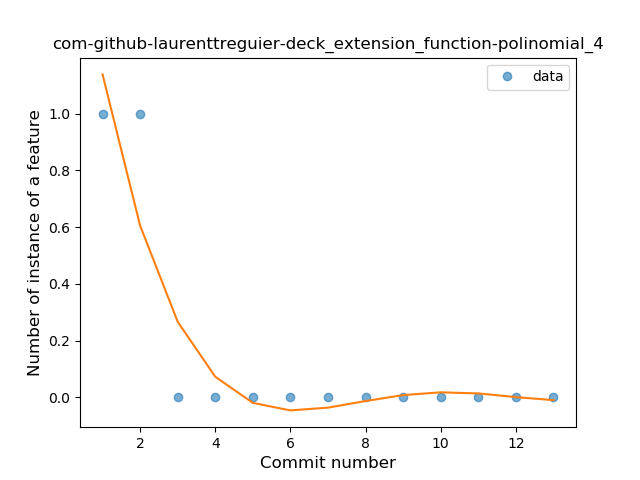 com-github-laurenttreguier-deck_extension_function-polinomial_4
data
1.0
0.8
0.6
0.4
0.2
0.0
Number of instance of a feature
2 4 6 8 10 12
Commit number